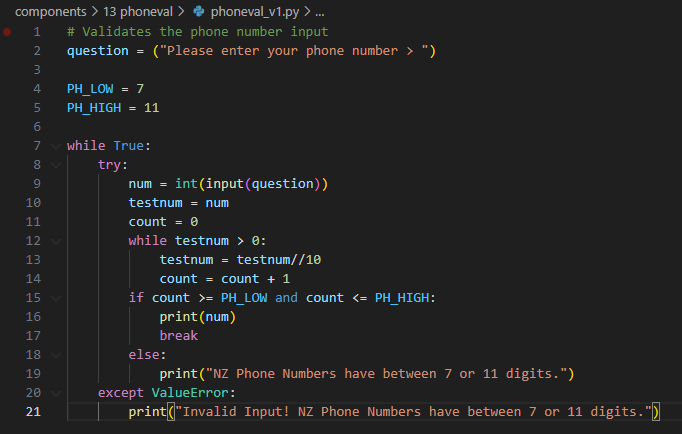 components > 13 phoneval > phoneval_v1.py > ...
1 # Validates the phone number input
2 question = ("Please enter your phone number > ")
3
4 PH_LOW = 7
5 PH_HIGH = 11
6
7 while True:
8     try:
9         num = int(input(question))
10         testnum = num
11         count = 0
12         while testnum > 0:
13             testnum = testnum//10
14             count = count + 1
15         if count >= PH_LOW and count <= PH_HIGH:
16             print(num)
17             break
18         else:
19             print("NZ Phone Numbers have between 7 or 11 digits.")
20     except ValueError:
21         print("Invalid Input! NZ Phone Numbers have between 7 or 11 digits.")